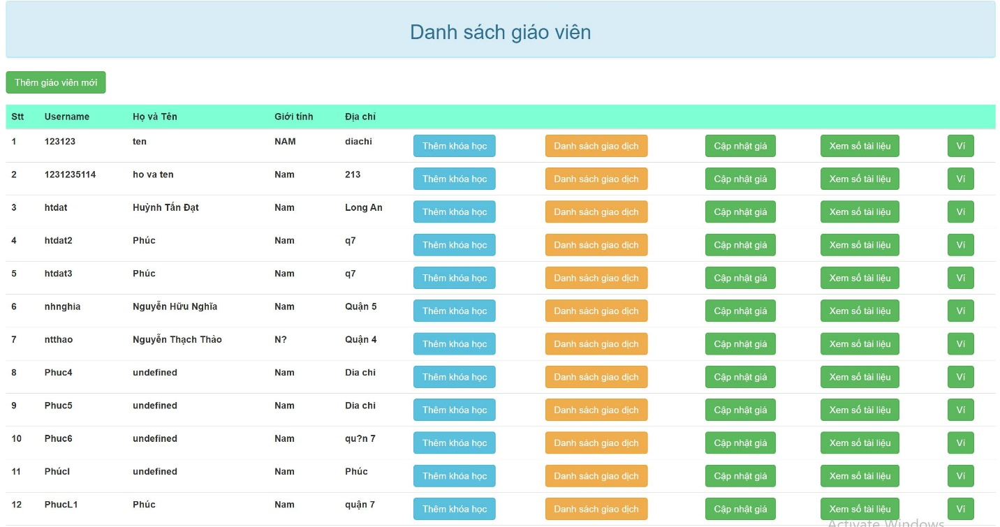 Danh sách giáo viên
Thêm giáo viên mới
Stt Username Họ và Tên Giới tính Địa chỉ
1 123123 ten NAM diachi Thêm khóa học Danh sách giao dịch Cập nhật giá Xem số tài liệu Ví
2 1231235114 ho va ten Nam 213 Thêm khóa học Danh sách giao dịch Cập nhật giá Xem số tài liệu Ví
3 htdat Huỳnh Tấn Đạt Nam Long An Thêm khóa học Danh sách giao dịch Cập nhật giá Xem số tài liệu Ví
4 htdat2 Phúc Nam q7 Thêm khóa học Danh sách giao dịch Cập nhật giá Xem số tài liệu Ví
5 htdat3 Phúc Nam q7 Thêm khóa học Danh sách giao dịch Cập nhật giá Xem số tài liệu Ví
6 nhnghia Nguyễn Hữu Nghĩa Nam Quận 5 Thêm khóa học Danh sách giao dịch Cập nhật giá Xem số tài liệu Ví
7 ntthao Nguyễn Thạch Thảo N? Quận 4 Thêm khóa học Danh sách giao dịch Cập nhật giá Xem số tài liệu Ví
8 Phuc4 undefined Nam Dia chi Thêm khóa học Danh sách giao dịch Cập nhật giá Xem số tài liệu Ví
9 Phuc5 undefined Nam Dia chi Thêm khóa học Danh sách giao dịch Cập nhật giá Xem số tài liệu Ví
10 Phuc6 undefined Nam qu?n 7 Thêm khóa học Danh sách giao dịch Cập nhật giá Xem số tài liệu Ví
11 Phúcl undefined Nam Phúc Thêm khóa học Danh sách giao dịch Cập nhật giá Xem số tài liệu Ví
12 PhucL1 Phúc Nam quận 7 Thêm khóa học Danh sách giao dịch Cập nhật giá Xem số tài liệu Ví
Activate Windows